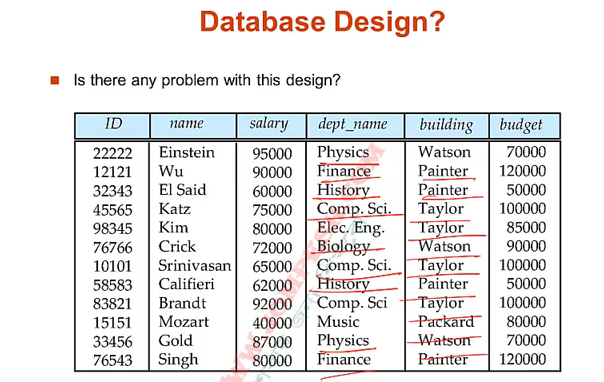 Database Design?
Is there any problem with this design?
ID name salary dept_name building budget
22222 Einstein 95000 Physics Watson 70000
12121 Wu 90000 Finance Painter 120000
32343 El Said 60000 History Painter 50000
45565 Katz 75000 Comp. Sci. Taylor 100000
98345 Kim 80000 Elec. Eng. Taylor 85000
76766 Crick 72000 Biology Watson 90000
10101 Srinivasan 65000 Comp. Sci. Taylor 100000
58583 Califieri 62000 History Painter 50000
83821 Brandt 92000 Comp. Sci Taylor 100000
15151 Mozart 40000 Music Packard 80000
33456 Gold 87000 Physics Watson 70000
76543 Singh 80000 Finance Painter 120000